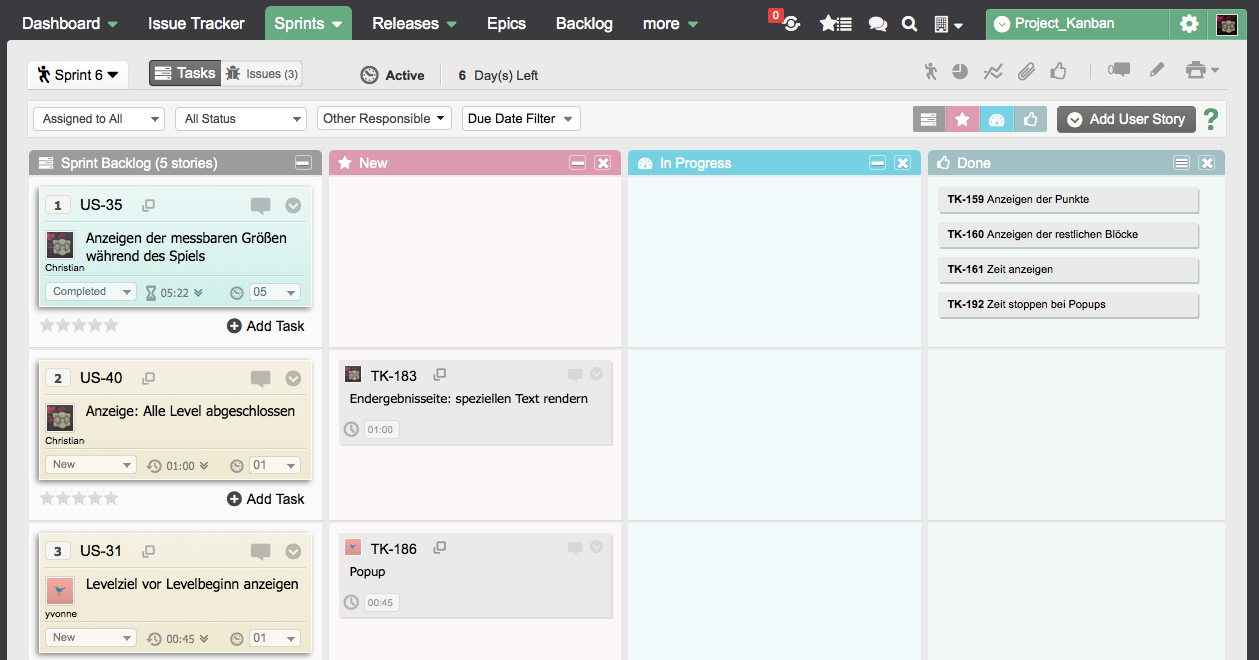 Dashboard Issue Tracker Sprints Releases Epics Backlog more 0 Project_Kanban
Sprint 6 Tasks Issues (3) Active 6 Day(s) Left 0
Assigned to All All Status Other Responsible Due Date Filter Add User Story ?
Sprint Backlog (5 stories) New In Progress Done
1 US-35
Anzeigen der messbaren Größen
während des Spiels
Christian
Completed 05:22 05
Add Task
TK-159 Anzeigen der Punkte
TK-160 Anzeigen der restlichen Blöcke
TK-161 Zeit anzeigen
TK-192 Zeit stoppen bei Popups
2 US-40
Anzeige: Alle Level abgeschlossen
Christian
New 01:00 01
Add Task
TK-183
Endergebnisseite: speziellen Text rendern
01:00
3 US-31
Levelziel vor Levelbeginn anzeigen
yvonne
New 00:45 01
TK-186
Popup
00:45